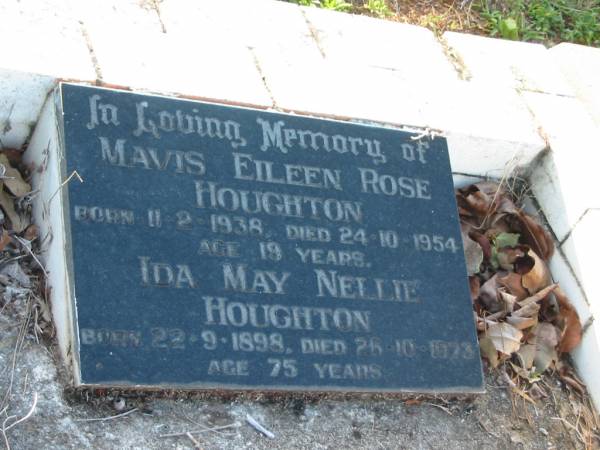 In Loving Memory of
MAVIS EILEEN ROSE
HOUGHTON
BORN 11-2-1938, DIED 24-10-1954
AGE 19 YEARS.
IDA MAY NELLIE
HOUGHTON
BORN 22-9-1898, DIED 26-10-1973
AGE 75 YEARS